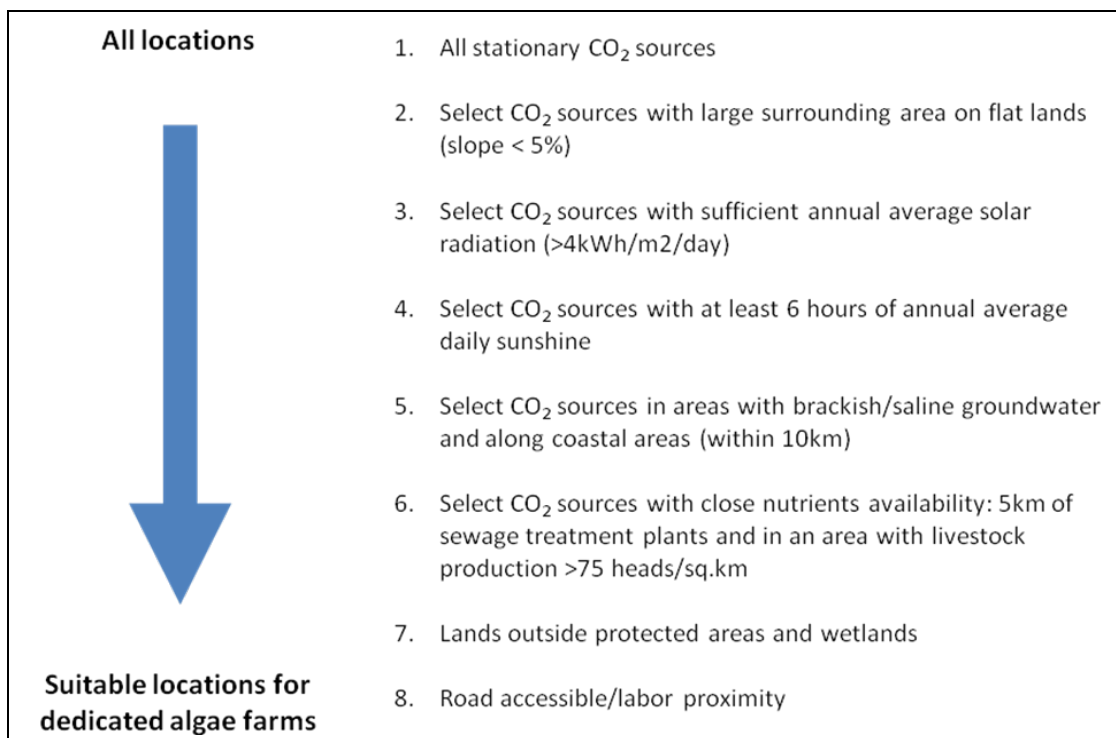 All locations
1. All stationary CO₂ sources
2. Select CO₂ sources with large surrounding area on flat lands
(slope < 5%)
3. Select CO₂ sources with sufficient annual average solar
radiation (>4kWh/m2/day)
4. Select CO₂ sources with at least 6 hours of annual average
daily sunshine
5. Select CO₂ sources in areas with brackish/saline groundwater
and along coastal areas (within 10km)
6. Select CO₂ sources with close nutrients availability: 5km of
sewage treatment plants and in an area with livestock
production >75 heads/sq.km
7. Lands outside protected areas and wetlands
8. Road accessible/labor proximity
Suitable locations for
dedicated algae farms